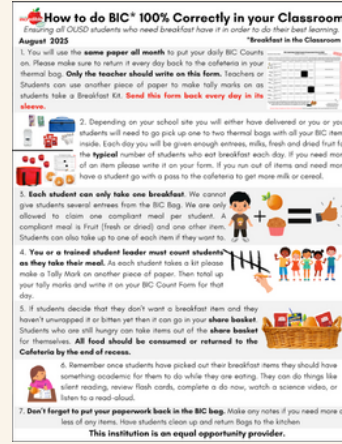 How to do BIC* 100% Correctly in your Classroom
Ensuring all OUSD students who need breakfast have it in order to do their best learning.
August 2025
*Breakfast in the Classroom
1. You will use the same paper all month to put your daily BIC Counts
on. Please make sure to return it every day back to the cafeteria in your
thermal bag. Only the teacher should write on this form. Teachers or
Students can use another piece of paper to make tally marks on as
students take a Breakfast Kit. Send this form back every day in its
sleeve.
2. Depending on your school site you will either have delivered or you or you
students will need to go pick up one to two thermal bags with all your BIC item
inside. Each day you will be given enough entrees, milks, fresh and dried fruit fo
the typical number of students who eat breakfast each day. If you need mor
of an item please write it on your form. If you run out of items and need mor
have a student go with a pass to the cafeteria to get more milk or cereal.
3. Each student can only take one breakfast. We cannot
give students several entrees from the BIC Bag. We are only
allowed to claim one compliant meal per student. A
compliant meal is Fruit (fresh or dried) and one other item.
Students can also take up to one of each item if they want to.
4. You or a trained student leader must count students
as they take their meal. As each student takes a kit please
make a Tally Mark on another piece of paper. Then total up
your tally marks and write it on your BIC Count Form for that
day.
5. If students decide that they don't want a breakfast item and they
haven't unwrapped it or bitten yet then it can go in your share basket.
Students who are still hungry can take items out of the share basket
for themselves. All food should be consumed or returned to the
Cafeteria by the end of recess.
6. Remember once students have picked out their breakfast items they should have
something academic for them to do while they are eating. They can do things like
silent reading, review flash cards, complete a do now, watch a science video, or
listen to a read-aloud.
7. Don't forget to put your paperwork back in the BIC bag. Make any notes if you need more o
less of any items. Have students clean up and return Bags to the kitchen
This institution is an equal opportunity provider.